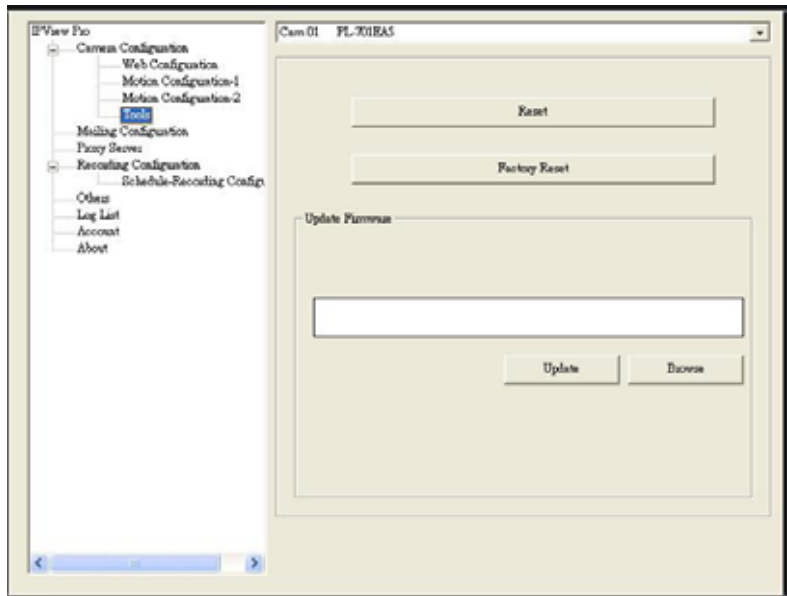 IPView Pro
Camera Configuration
Web Configuration
Motion Configuration-1
Motion Configuration-2
Tools
Mailing Configuration
Proxy Server
Recording Configuration
Schedule-Recording Config
Others
Log List
Account
About
Cam 01 PL-701EAS
Reset
Factory Reset
Update Firmware
Update
Browse